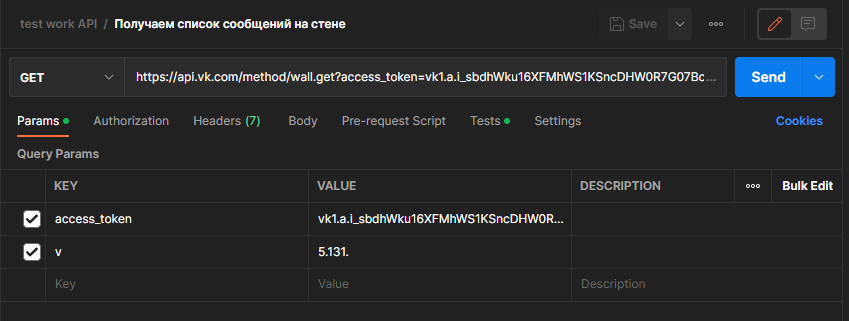 test work API / Получаем список сообщений на стене
Save
GET
https://api.vk.com/method/wall.get?access_token=vk1.a.i_sbdhWku16XFMhWS1KSncDHW0R7G07Bc...
Send
Params Authorization Headers (7) Body Pre-request Script Tests Settings Cookies
Query Params
KEY VALUE DESCRIPTION Bulk Edit
access_token vk1.a.i_sbdhWku16XFMhWS1KSncDHW0R...
v 5.131.
Key Value Description